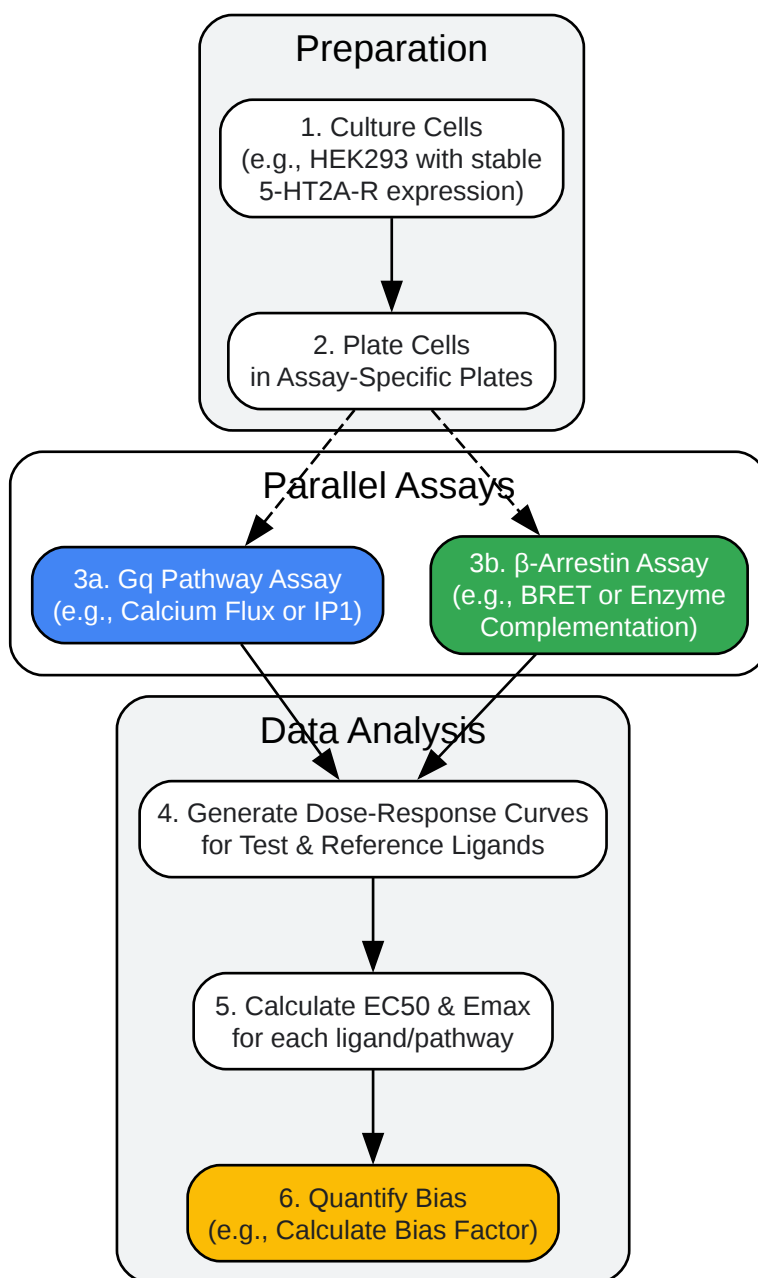 Preparation
1. Culture Cells
(e.g., HEK293 with stable
5-HT2A-R expression)
2. Plate Cells
in Assay-Specific Plates
Parallel Assays
3a. Gq Pathway Assay
(e.g., Calcium Flux or IP1)
3b. β-Arrestin Assay
(e.g., BRET or Enzyme
Complementation)
Data Analysis
4. Generate Dose-Response Curves
for Test & Reference Ligands
5. Calculate EC50 & Emax
for each ligand/pathway
6. Quantify Bias
(e.g., Calculate Bias Factor)